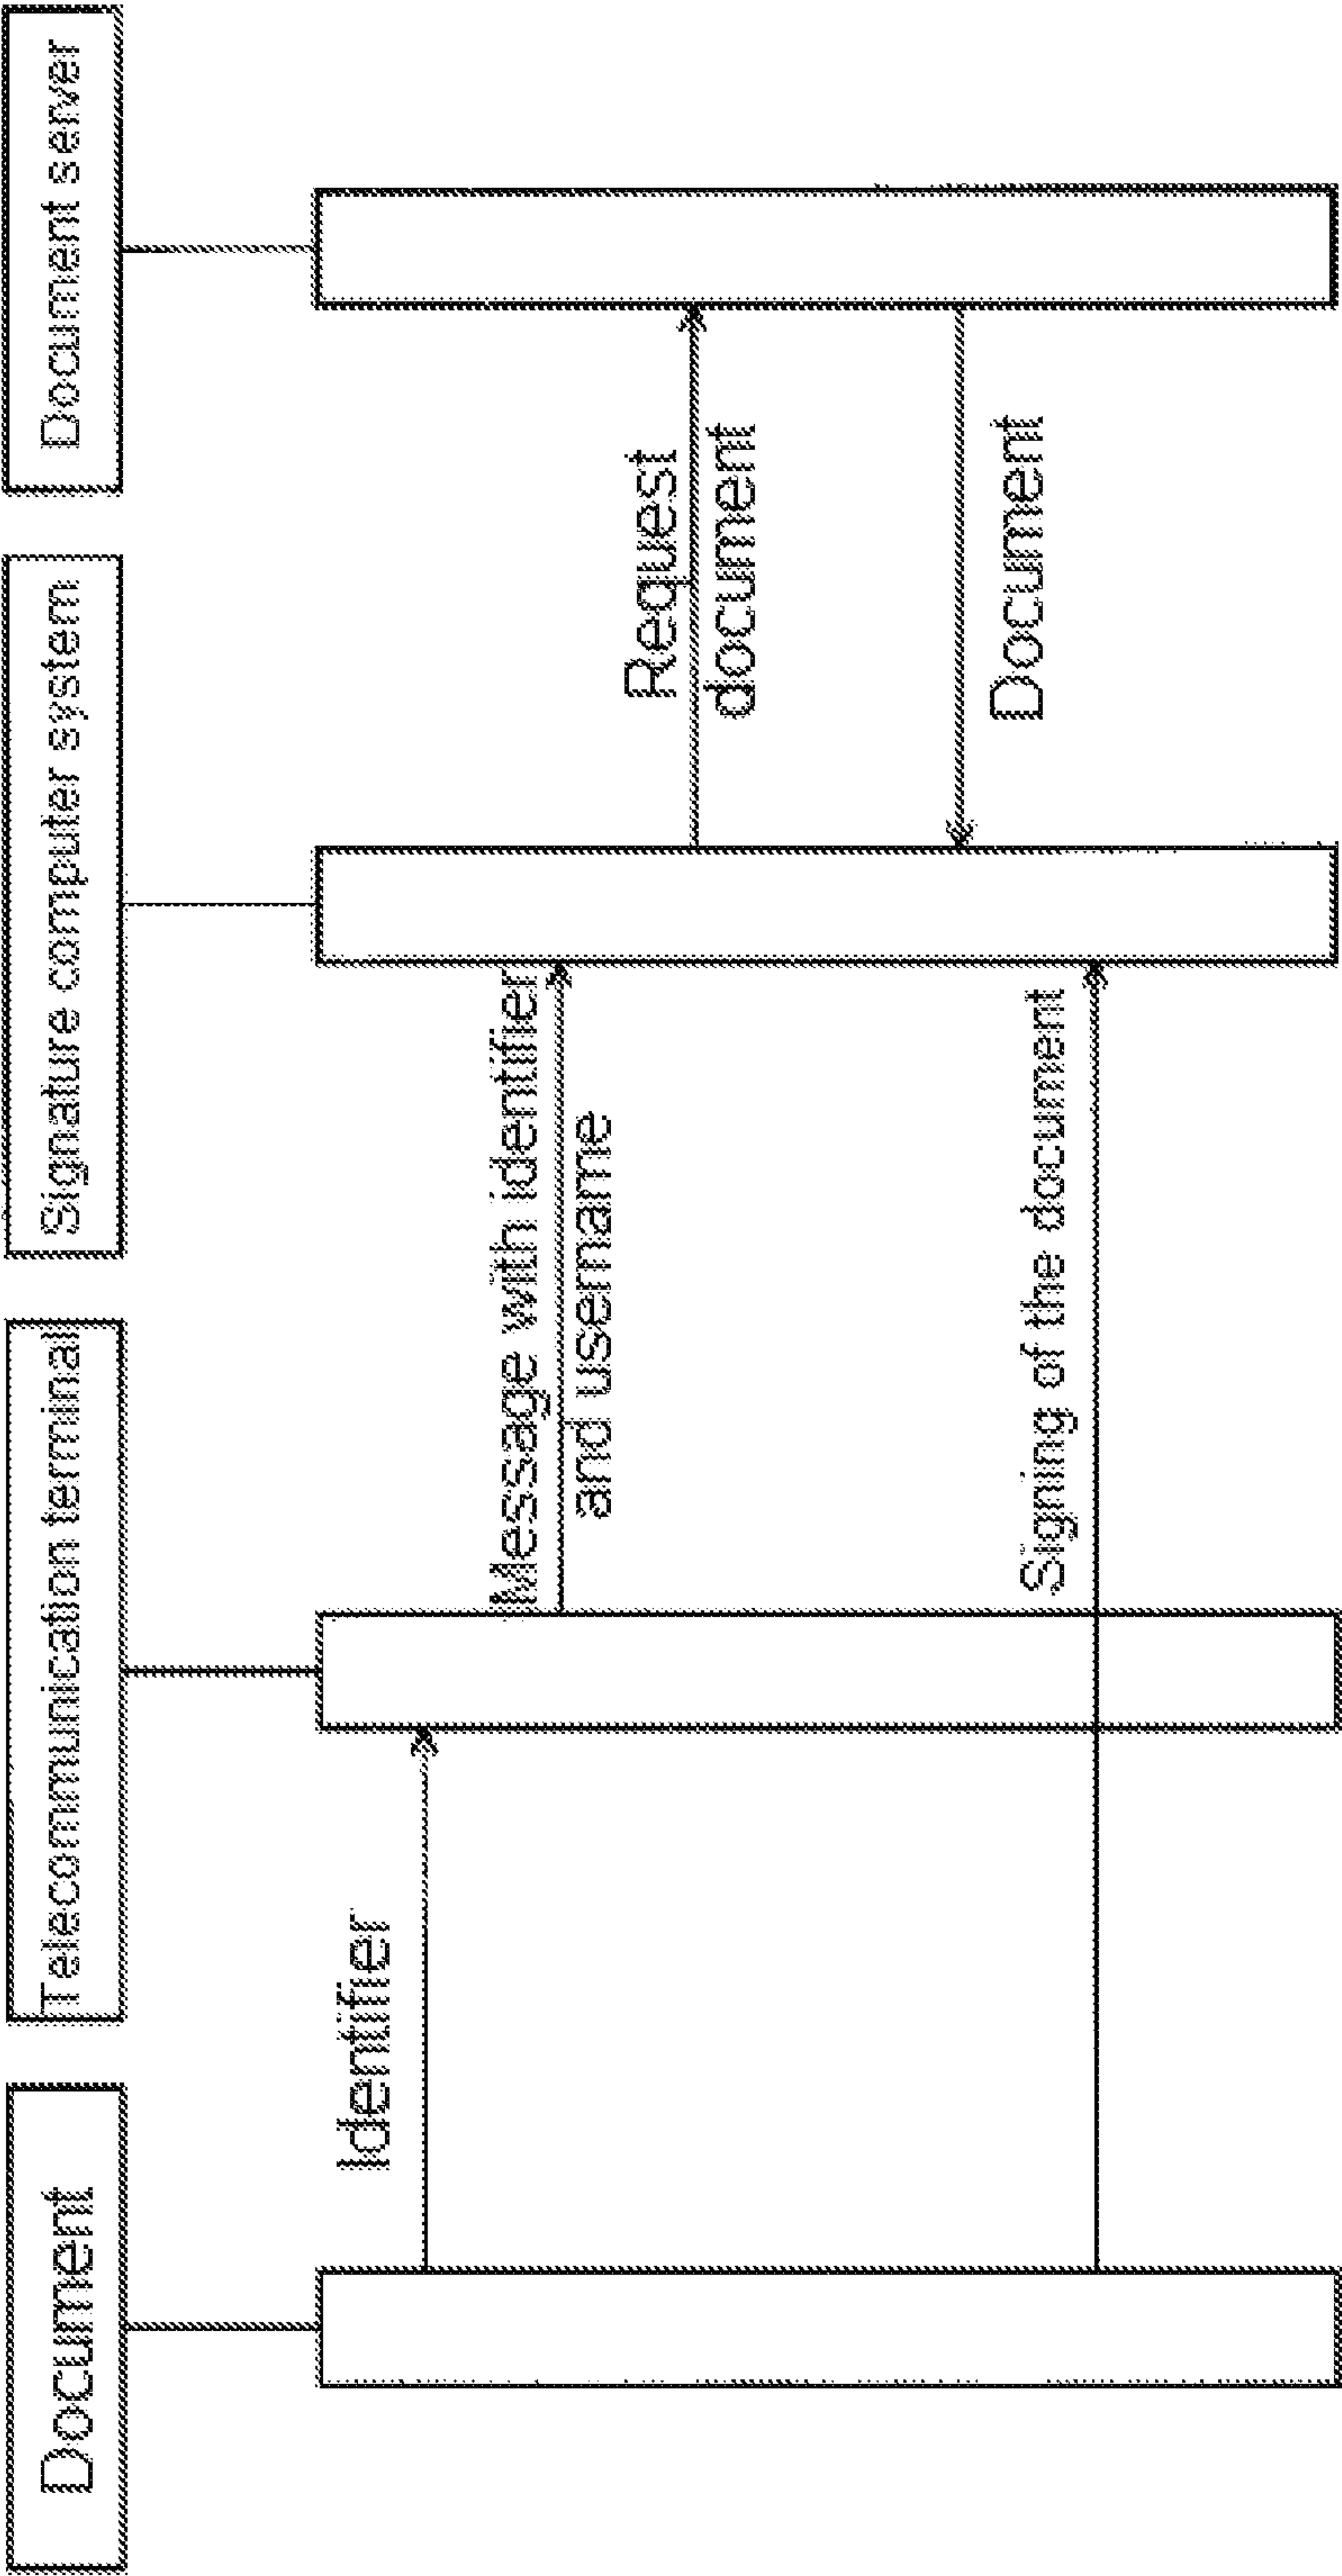 Document
Telecommunication terminal
Signature computer system
Document server
Identifier
Message with identifier
and username
Request
document
Document
Signing of the document